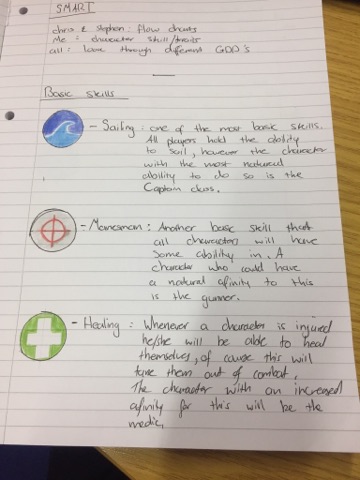 SMART
chris & stephen: flow charts
me: character skill/traits
all: look through different GDD's
Basic skills
- Sailing: one of the most basic skills.
All players hold the ability
to sail, however the character
with the most natural
ability to do so is the
Captain class.
- Marksman: Another basic skill that
all characters will have
some ability in. A
character who could have
a natural afinity to this
is the gunner.
- Healing: Whenever a character is injured
he/she will be able to heal
themselves, of cause this will
take them out of combat.
The character with an increased
afinity for this will be the
medic.